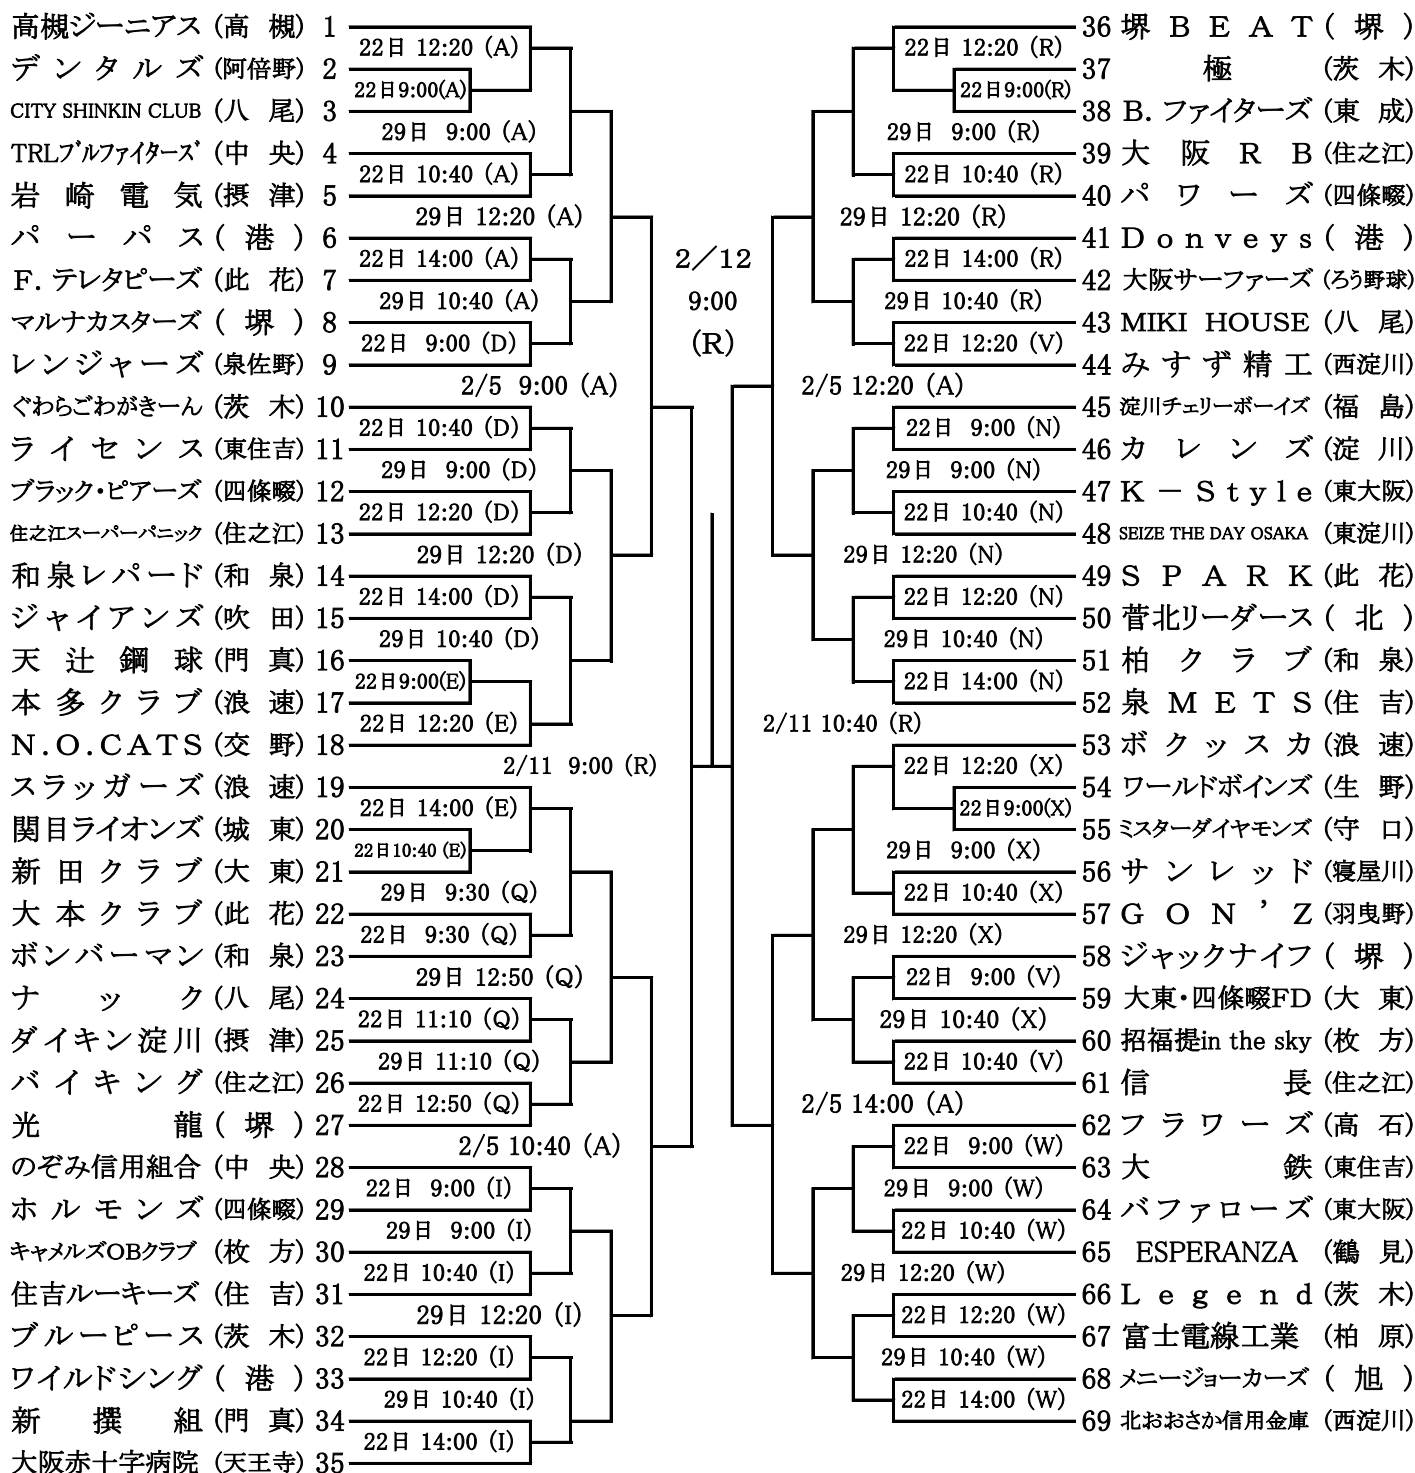 高槻ジーニアス (高 槻) 1
22日 12:20 (A)
デンタルズ (阿倍野) 2
22日9:00(A)
CITY SHINKIN CLUB (八 尾) 3
29日 9:00 (A)
TRLブルファイターズ (中 央) 4
22日 10:40 (A)
岩崎電気 (摂 津) 5
29日 12:20 (A)
パーパス (港) 6
22日 14:00 (A)
F.テレタビーズ (此 花) 7
29日 10:40 (A)
マルナカスターズ (堺) 8
22日 9:00 (D)
レンジャーズ (泉佐野) 9
2/5 9:00 (A)
ぐわらごわがきーん (茨 木) 10
22日 10:40 (D)
ライセンス (東住吉) 11
29日 9:00 (D)
ブラック・ピアーズ (四條畷) 12
22日 12:20 (D)
住之江スーパーパニック (住之江) 13
29日 12:20 (D)
和泉レパード (和 泉) 14
22日 14:00 (D)
ジャイアンズ (吹 田) 15
29日 10:40 (D)
天辻鋼球 (門 真) 16
22日9:00(E)
本多クラブ (浪 速) 17
22日 12:20 (E)
N.O.CATS (交 野) 18
2/11 9:00 (R)
スラッガーズ (浪 速) 19
22日 14:00 (E)
関目ライオンズ (城 東) 20
22日10:40 (E)
新田クラブ (大 東) 21
29日 9:30 (Q)
大本クラブ (此 花) 22
22日 9:30 (Q)
ボンバーマン (和 泉) 23
29日 12:50 (Q)
ナック (八 尾) 24
22日 11:10 (Q)
ダイキン淀川 (摂 津) 25
29日 11:10 (Q)
バイキング (住之江) 26
22日 12:50 (Q)
光龍 (堺) 27
2/5 10:40 (A)
のぞみ信用組合 (中 央) 28
22日 9:00 (I)
ホルモンズ (四條畷) 29
29日 9:00 (I)
キャメルズOBクラブ (枚 方) 30
22日 10:40 (I)
住吉ルーキーズ (住 吉) 31
29日 12:20 (I)
ブルーピース (茨 木) 32
22日 12:20 (I)
ワイルドシング (港) 33
29日 10:40 (I)
新撰組 (門 真) 34
22日 14:00 (I)
大阪赤十字病院 (天王寺) 35
2/12
9:00
(R)
36 堺BEAT (堺)
22日 12:20 (R)
37 極 (茨 木)
22日9:00(R)
38 B.ファイターズ (東 成)
29日 9:00 (R)
39 大阪RB (住之江)
22日 10:40 (R)
40 パワーズ (四條畷)
29日 12:20 (R)
41 Donveys (港)
22日 14:00 (R)
42 大阪サーファーズ (ろう野球)
29日 10:40 (R)
43 MIKI HOUSE (八 尾)
22日 12:20 (V)
44 みすず精工 (西淀川)
2/5 12:20 (A)
45 淀川チェリーボーイズ (福 島)
22日 9:00 (N)
46 カレンズ (淀 川)
29日 9:00 (N)
47 K－Style (東大阪)
22日 10:40 (N)
48 SEIZE THE DAY OSAKA (東淀川)
29日 12:20 (N)
49 SPARK (此 花)
22日 12:20 (N)
50 菅北リーダース (北)
29日 10:40 (N)
51 柏クラブ (和 泉)
22日 14:00 (N)
52 泉METS (住 吉)
2/11 10:40 (R)
53 ボクッスカ (浪 速)
22日 12:20 (X)
54 ワールドボインズ (生 野)
22日9:00(X)
55 ミスターダイヤモンズ (守 口)
29日 9:00 (X)
56 サンレッド (寝屋川)
22日 10:40 (X)
57 GON’Z (羽曳野)
29日 12:20 (X)
58 ジャックナイフ (堺)
22日 9:00 (V)
59 大東・四條畷FD (大 東)
29日 10:40 (X)
60 招福提in the sky (枚 方)
22日 10:40 (V)
61 信長 (住之江)
2/5 14:00 (A)
62 フラワーズ (高 石)
22日 9:00 (W)
63 大鉄 (東住吉)
29日 9:00 (W)
64 バファローズ (東大阪)
22日 10:40 (W)
65 ESPERANZA (鶴 見)
29日 12:20 (W)
66 Legend (茨 木)
22日 12:20 (W)
67 富士電線工業 (柏 原)
29日 10:40 (W)
68 メニージョーカーズ (旭)
22日 14:00 (W)
69 北おおさか信用金庫 (西淀川)